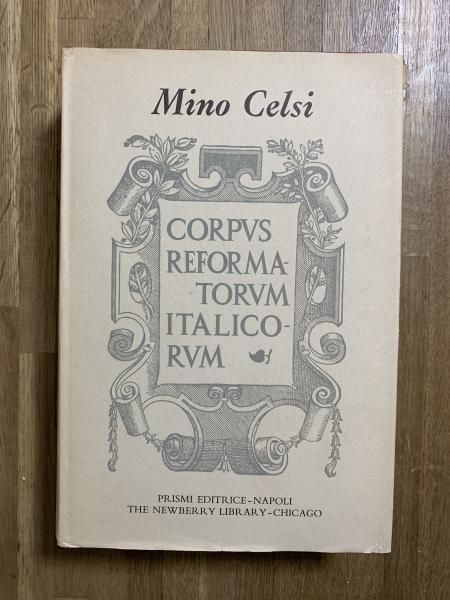 Mino Celsi
CORPVS
REFORMA-
TORVM
ITALICO-
RVM
PRISMI EDITRICE-NAPOLI
THE NEWBERRY LIBRARY-CHICAGO